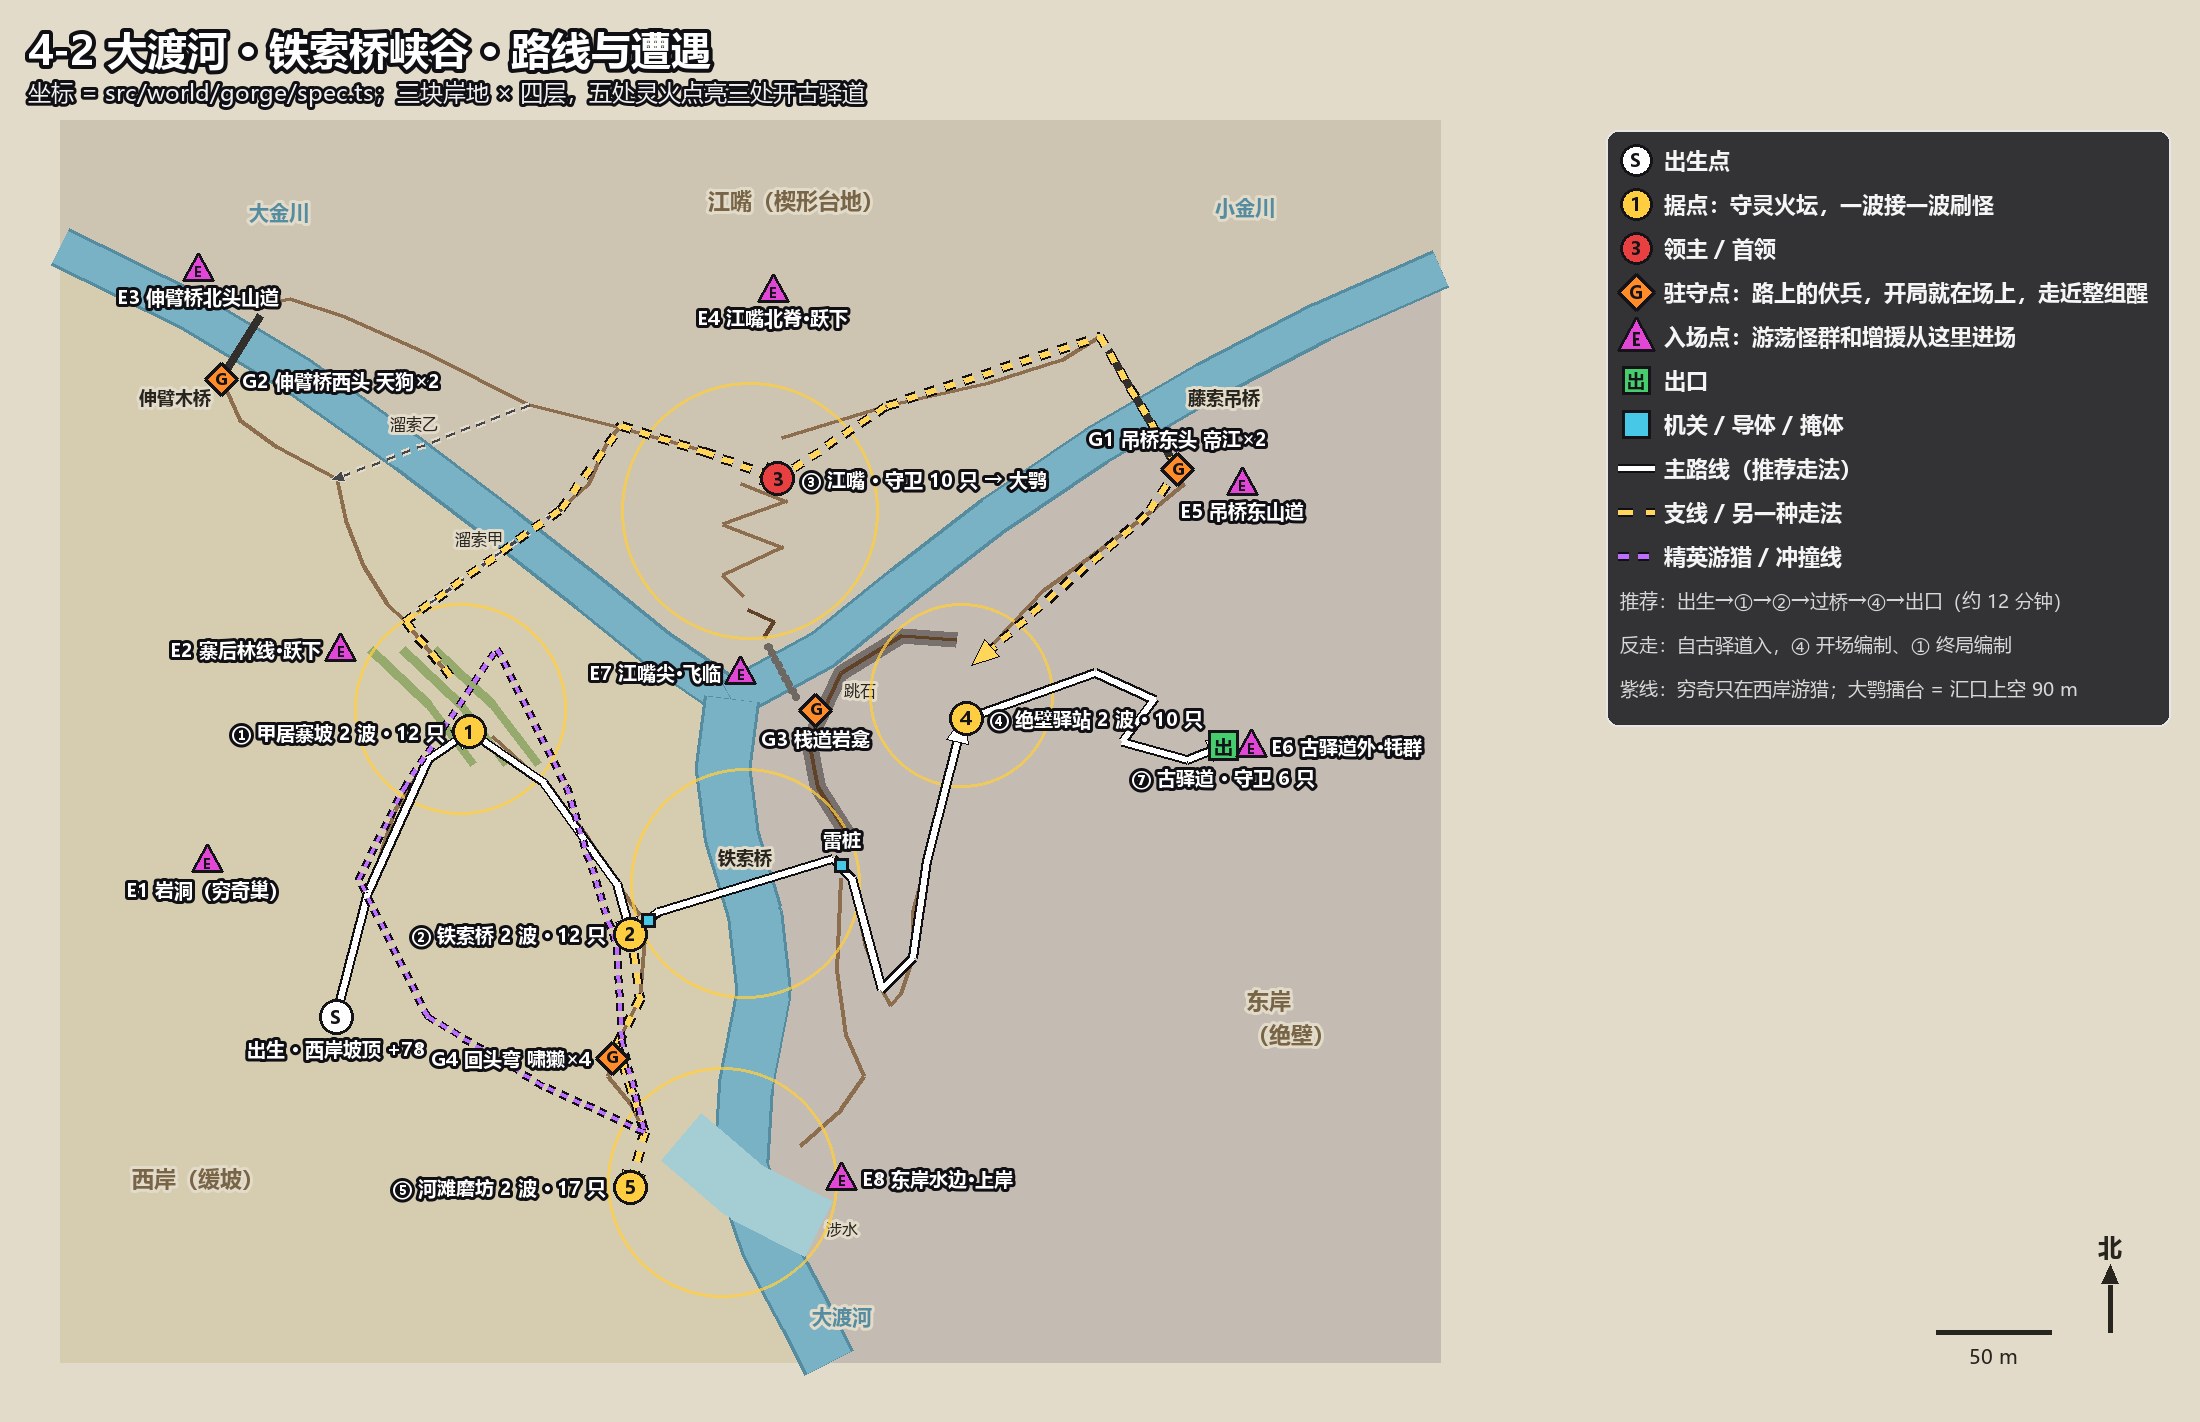 4-2 大渡河·铁索桥峡谷·路线与遭遇
坐标 = src/world/gorge/spec.ts；三块岸地 × 四层，五处灵火点亮三处开古驿道
大金川
江嘴（楔形台地）
小金川
E
E3 伸臂桥北头山道
E
E4 江嘴北脊·跃下
G
G2 伸臂桥西头 天狗×2
伸臂木桥
溜索乙
藤索吊桥
G1 吊桥东头 帝江×2
G
3
③ 江嘴·守卫 10 只 → 大鹗
E
E5 吊桥东山道
溜索甲
E2 寨后林线·跃下
E
E7 江嘴尖·飞临
E
跳石
G
G3 栈道岩龛
① 甲居寨坡 2 波·12 只
1
4
④ 绝壁驿站 2 波·10 只
出
E
E6 古驿道外·牦群
⑦ 古驿道·守卫 6 只
雷桩
铁索桥
E
E1 岩洞（穷奇巢）
② 铁索桥 2 波·12 只
2
S
出生·西岸坡顶 +78
G4 回头弯 啸獭×4
G
东岸
（绝壁）
西岸（缓坡）
⑤ 河滩磨坊 2 波·17 只
5
E
E8 东岸水边·上岸
涉水
大渡河
S 出生点
1 据点：守灵火坛，一波接一波刷怪
3 领主 / 首领
G 驻守点：路上的伏兵，开局就在场上，走近整组醒
E 入场点：游荡怪群和增援从这里进场
出 出口
机关 / 导体 / 掩体
主路线（推荐走法）
支线 / 另一种走法
精英游猎 / 冲撞线
推荐：出生→①→②→过桥→④→出口（约 12 分钟）
反走：自古驿道入，④ 开场编制、① 终局编制
紫线：穷奇只在西岸游猎；大鹗擂台 = 汇口上空 90 m
北
50 m